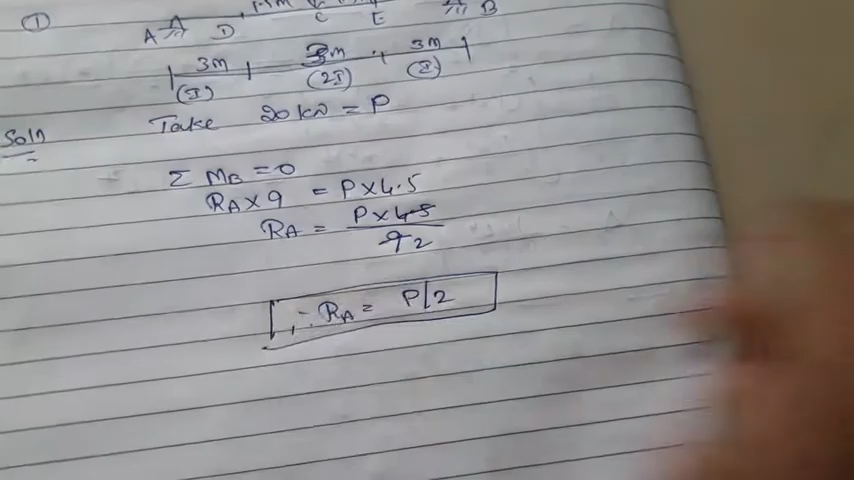 ①
A D C E B
3m 3m 3m
(I) (2I) (I)
Soln Take 20 kN = P
Σ MB = 0
RA × 9 = P × 4.5
RA = P × 4.5
9 2
∴ RA = P/2